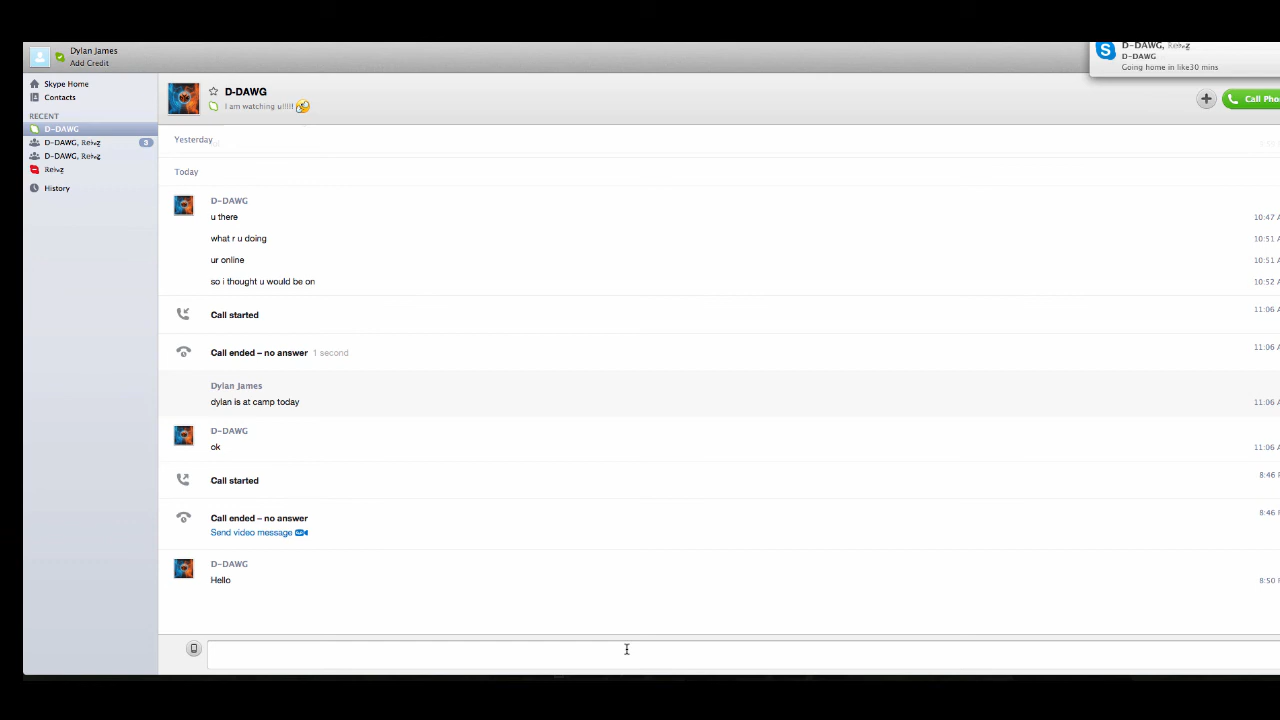 Dylan James
Add Credit
D-DAWG,
D-DAWG
Going home in like30 mins
Skype Home
Contacts
RECENT
D-DAWG
D-DAWG,
3
D-DAWG,
History
D-DAWG
I am watching u!!!!!
Call Pho
Yesterday
Today
D-DAWG
u there
10:47 A
what r u doing
10:51 A
ur online
10:51 A
so i thought u would be on
10:52 A
Call started
11:06 A
Call ended – no answer 1 second
11:06 A
Dylan James
dylan is at camp today
11:06 A
D-DAWG
ok
11:06 A
Call started
8:46 P
Call ended – no answer
8:46 P
Send video message
D-DAWG
Hello
8:50 P